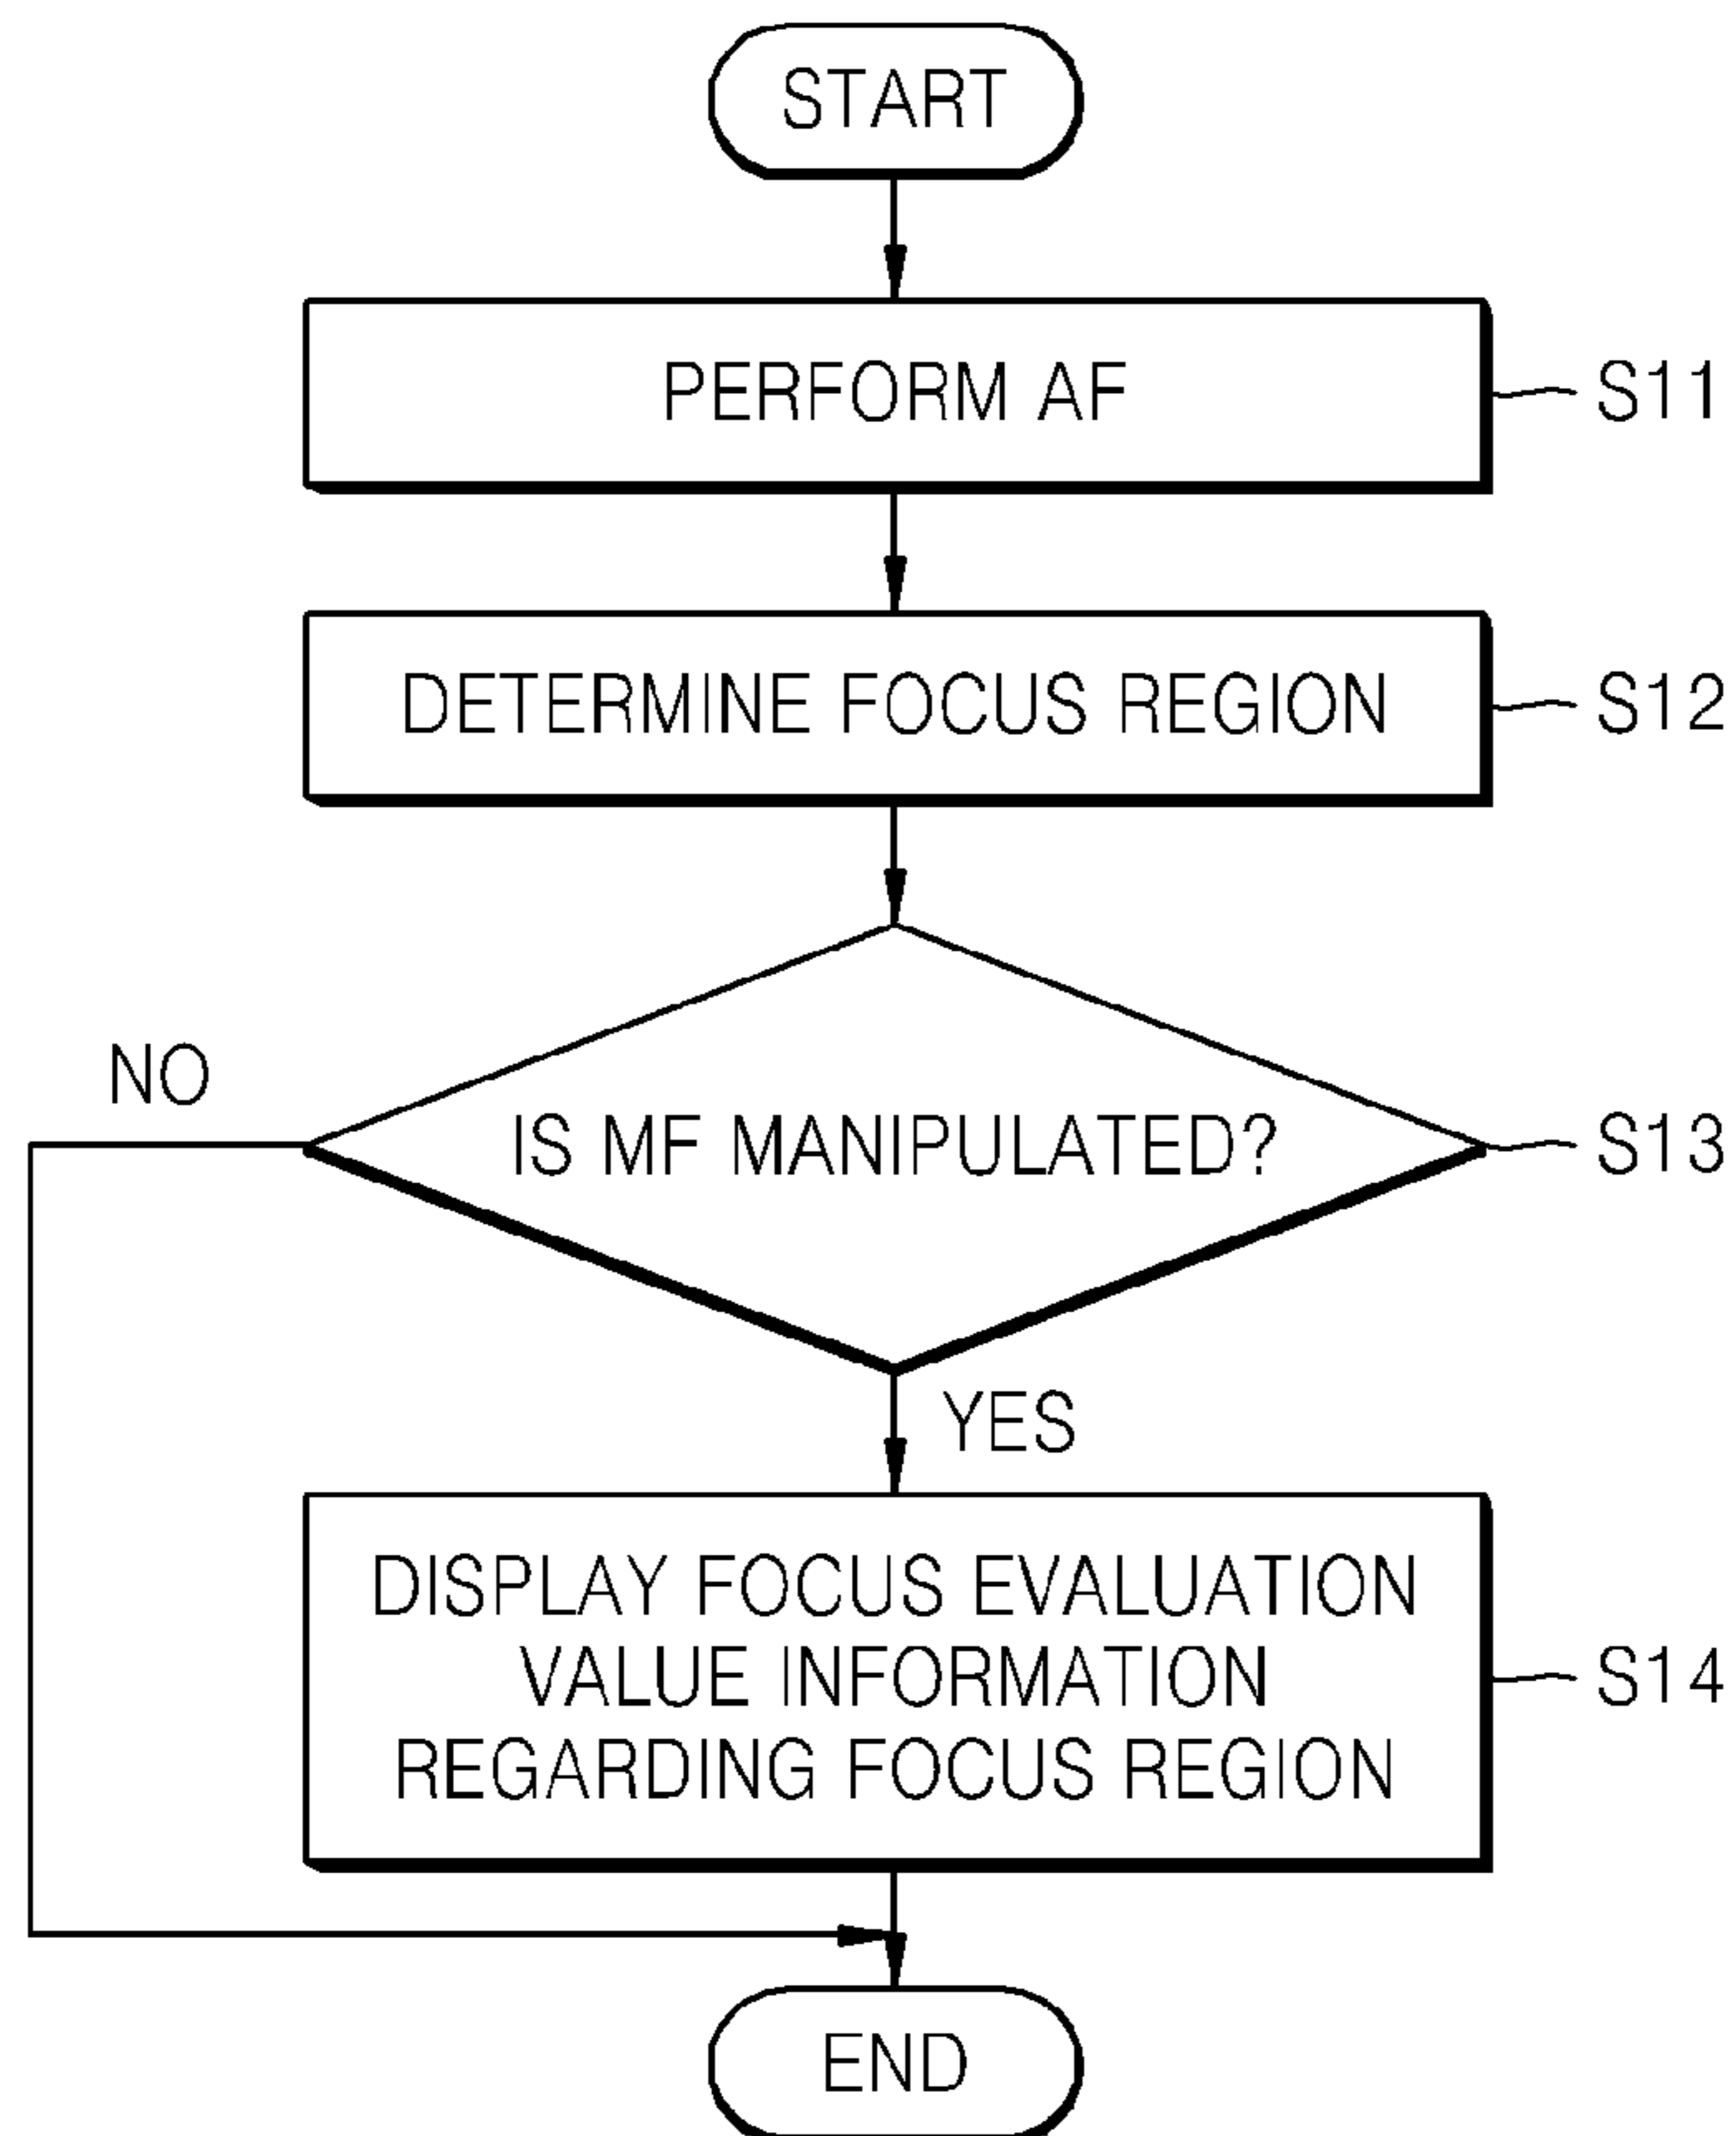 START
PERFORM AF
S11
DETERMINE FOCUS REGION
S12
NO
IS MF MANIPULATED?
S13
YES
DISPLAY FOCUS EVALUATION
VALUE INFORMATION
REGARDING FOCUS REGION
S14
END